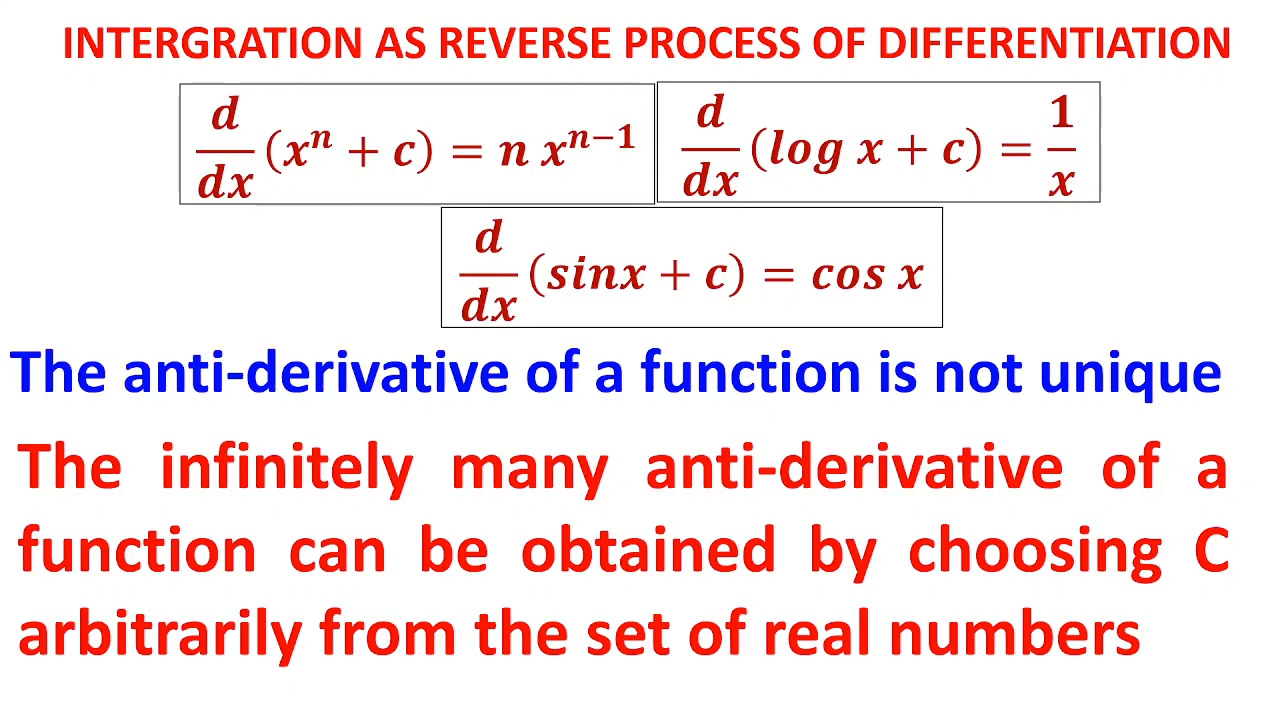 INTERGRATION AS REVERSE PROCESS OF DIFFERENTIATION
d/dx (xⁿ + c) = n xⁿ⁻¹
d/dx (log x + c) = 1/x
d/dx (sinx + c) = cos x
The anti-derivative of a function is not unique
The infinitely many anti-derivative of a
function can be obtained by choosing C
arbitrarily from the set of real numbers